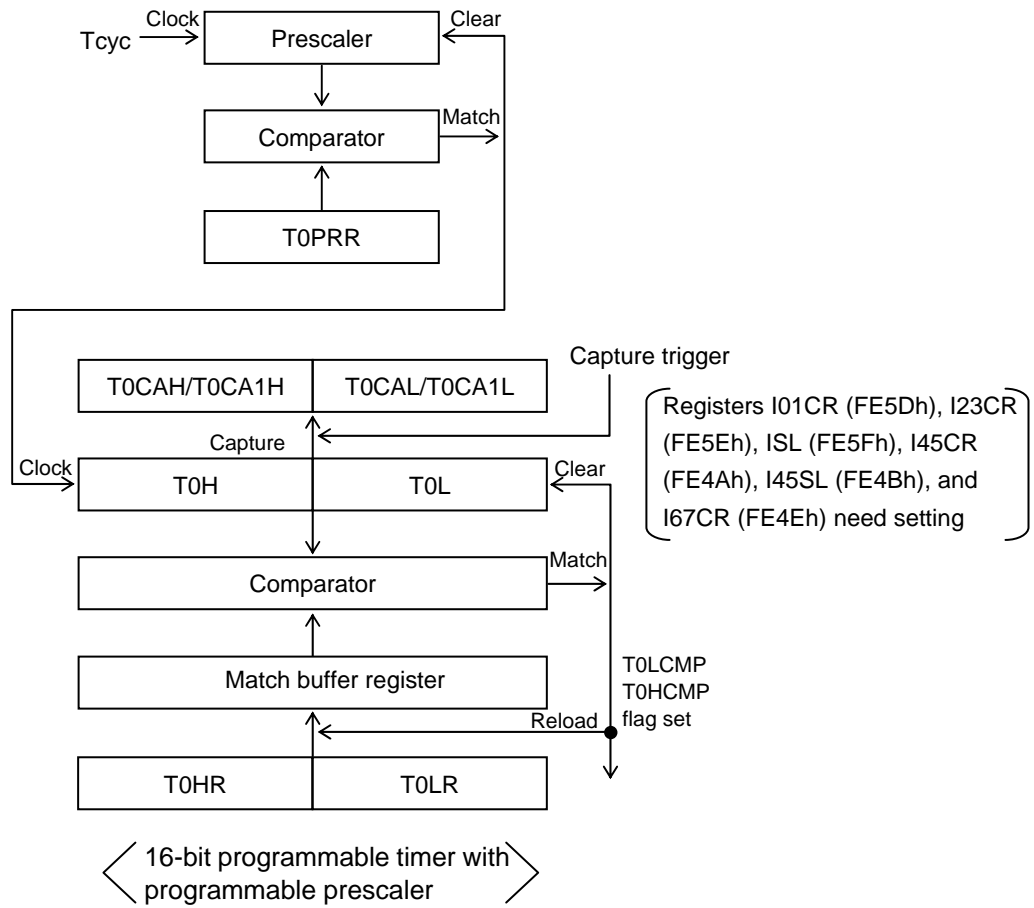 Clock
Clear
Tcyc
Prescaler
Match
Comparator
T0PRR
Capture trigger
T0CAH/T0CA1H
T0CAL/T0CA1L
Registers I01CR (FE5Dh), I23CR
(FE5Eh), ISL (FE5Fh), I45CR
(FE4Ah), I45SL (FE4Bh), and
I67CR (FE4Eh) need setting
Capture
Clock
T0H
T0L
Clear
Match
Comparator
Match buffer register
T0LCMP
T0HCMP
flag set
Reload
T0HR
T0LR
16-bit programmable timer with
programmable prescaler